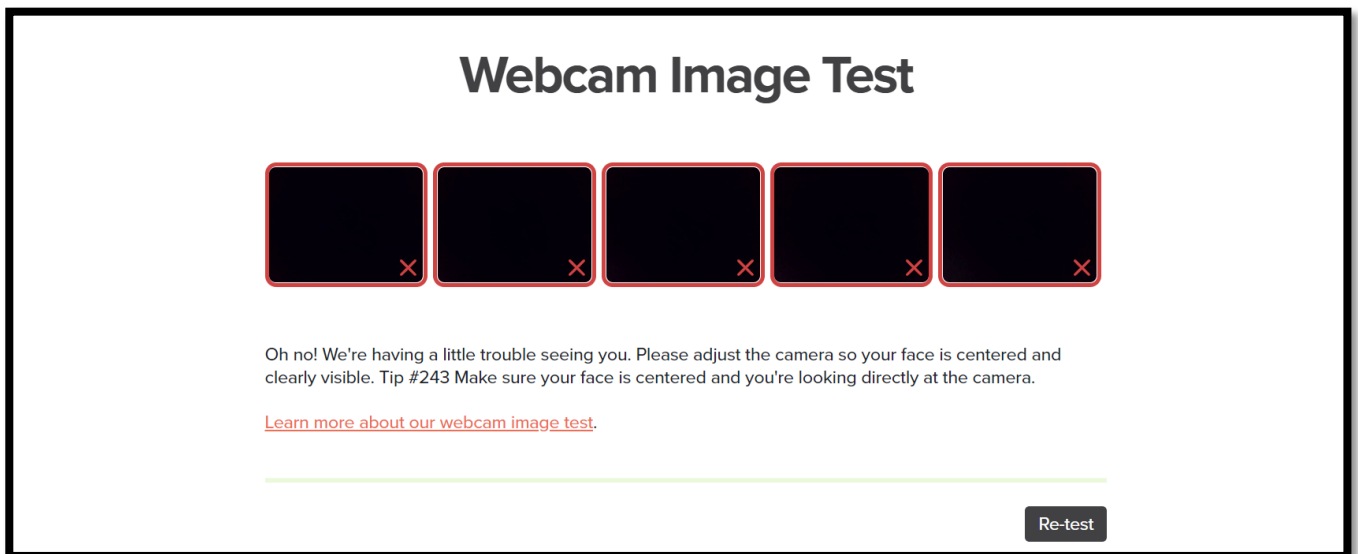 Webcam Image Test
Oh no! We're having a little trouble seeing you. Please adjust the camera so your face is centered and
clearly visible. Tip #243 Make sure your face is centered and you're looking directly at the camera.
Learn more about our webcam image test.
Re-test